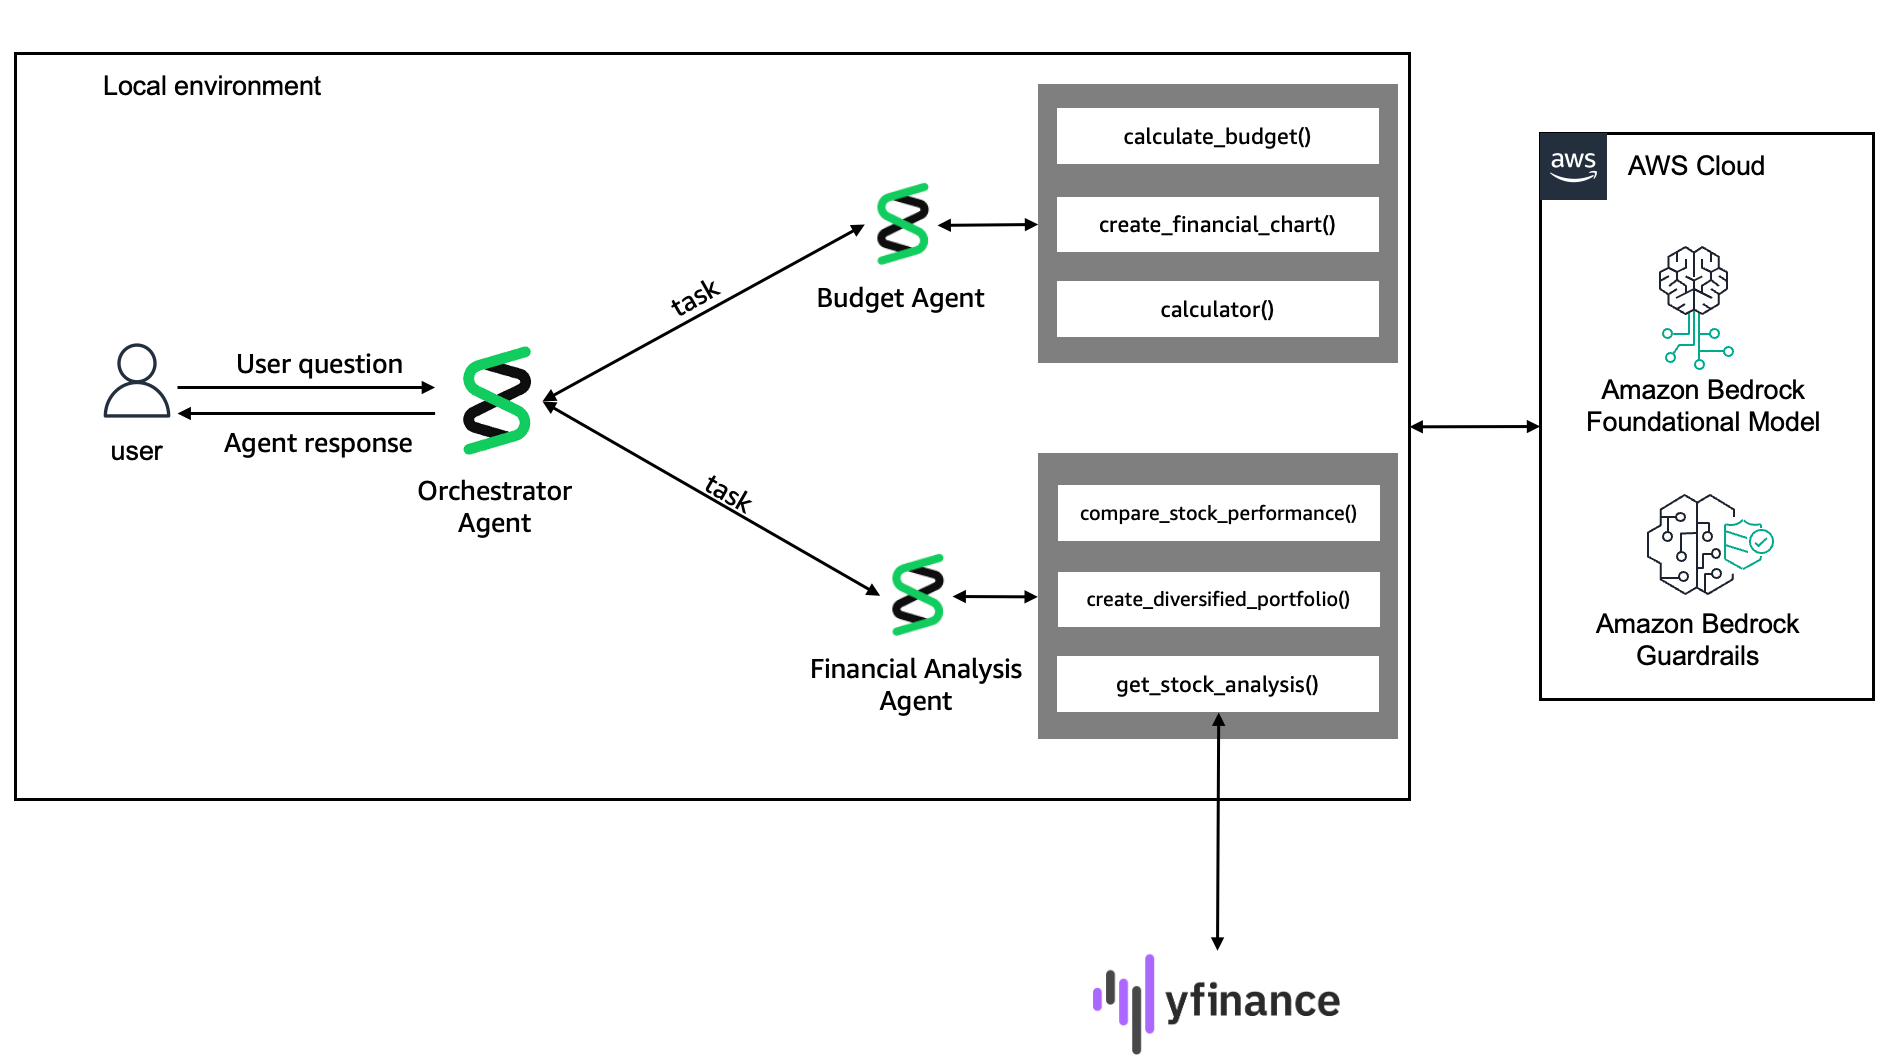 Local environment
calculate_budget()
create_financial_chart()
calculator()
aws
AWS Cloud
Budget Agent
task
User question
Agent response
user
Orchestrator
Agent
task
compare_stock_performance()
create_diversified_portfolio()
get_stock_analysis()
Financial Analysis
Agent
Amazon Bedrock
Foundational Model
Amazon Bedrock
Guardrails
yfinance